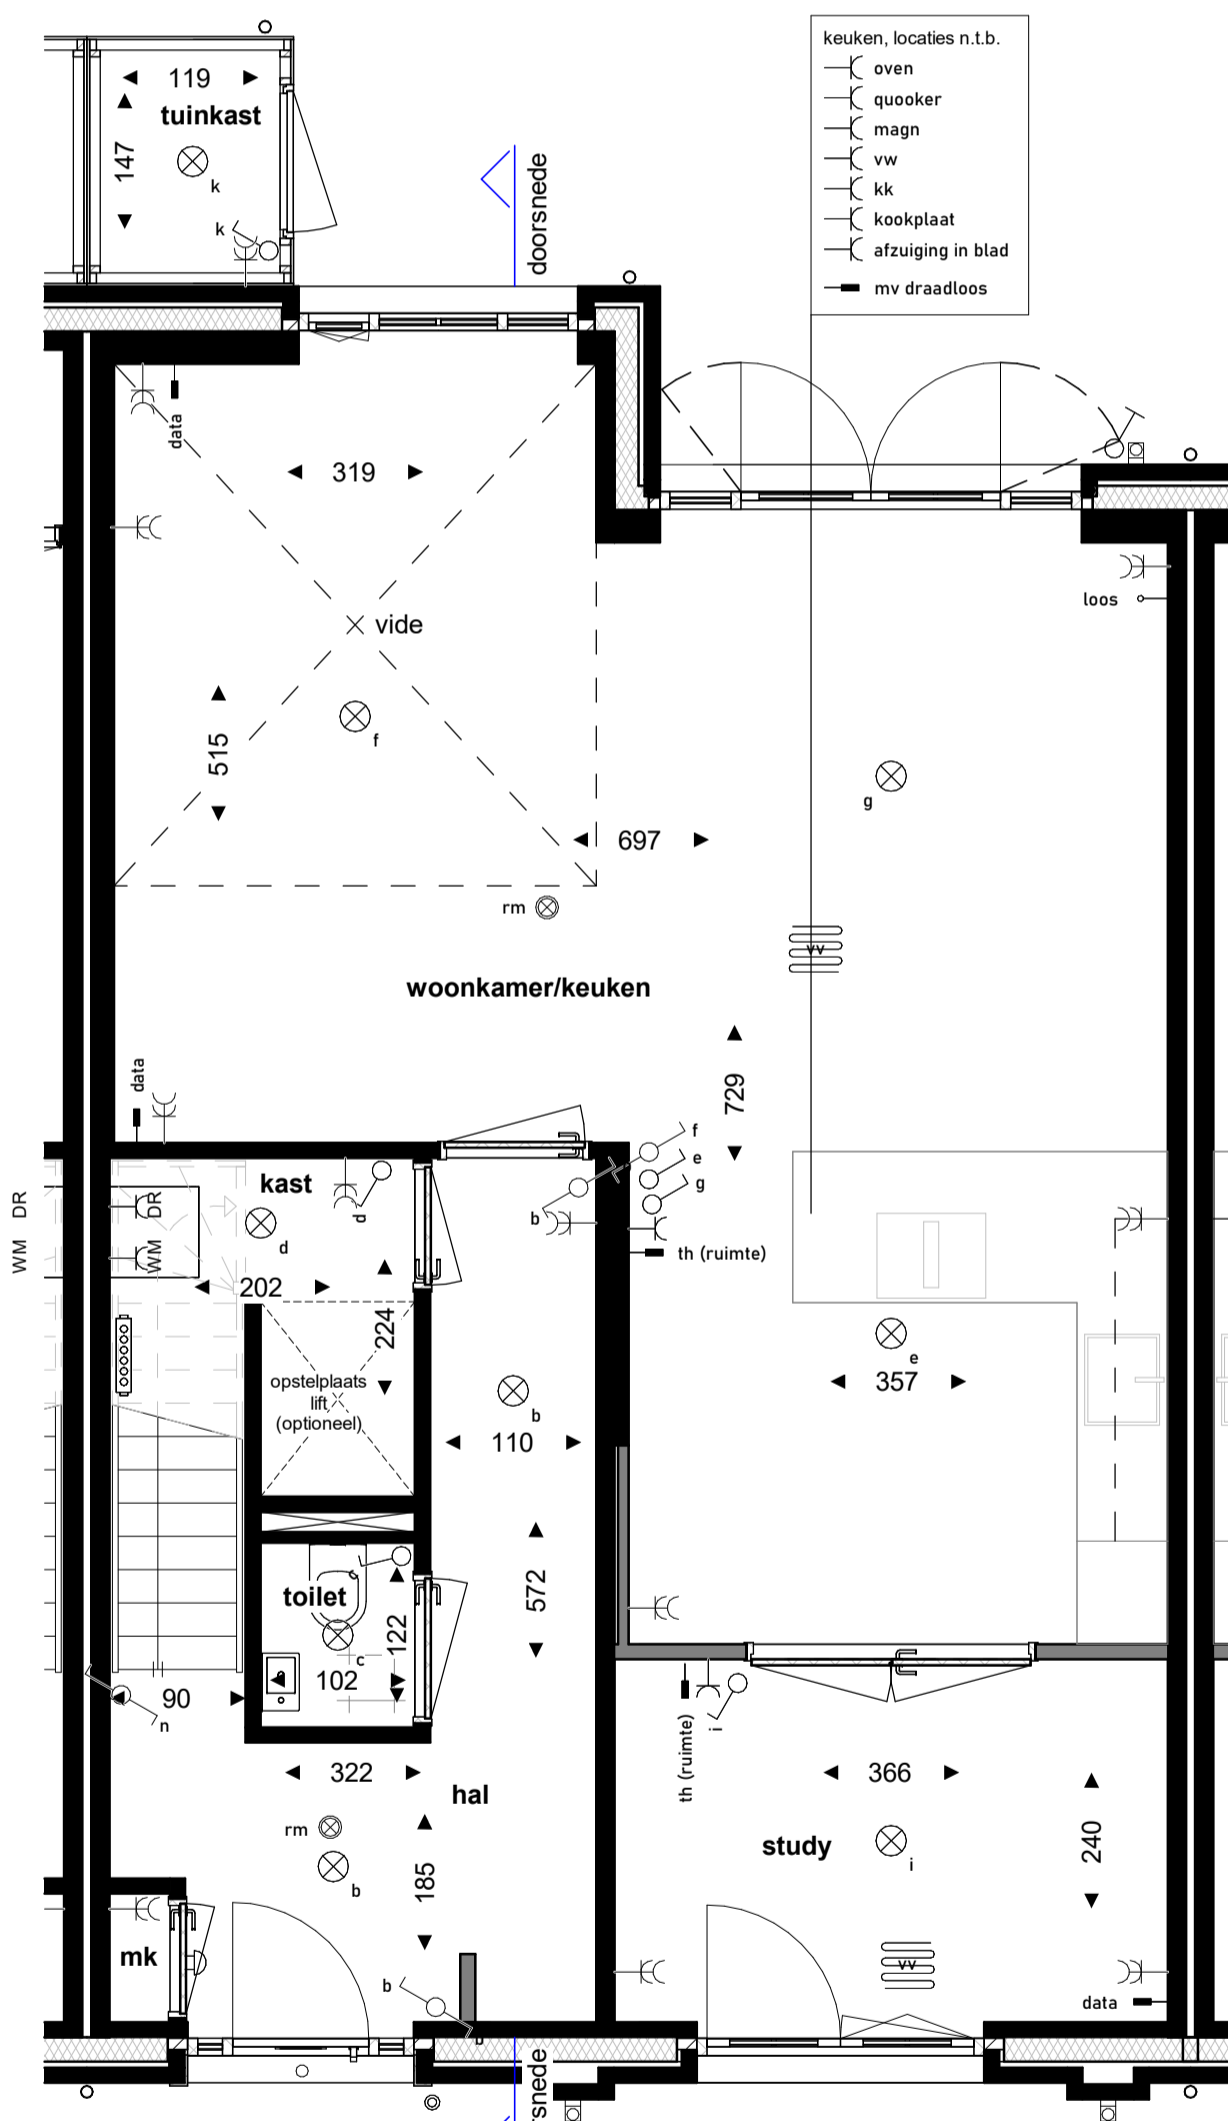 keuken, locaties n.t.b.
oven
quooker
magn
vw
kk
kookplaat
afzuiging in blad
mv draadloos
119
tuinkast
147
k
k
doorsnede
data
319
vide
f
515
loos
g
697
rm
vv
woonkamer/keuken
729
data
f
e
g
b
th (ruimte)
kast
d
d
WM DR
WM DR
202
224
opstelplaats
lift
(optioneel)
b
110
e
357
572
toilet
c
122
c
102
90
n
th (ruimte)
i
322
hal
366
rm
b
185
study
i
240
mk
b
vv
data
rsnede